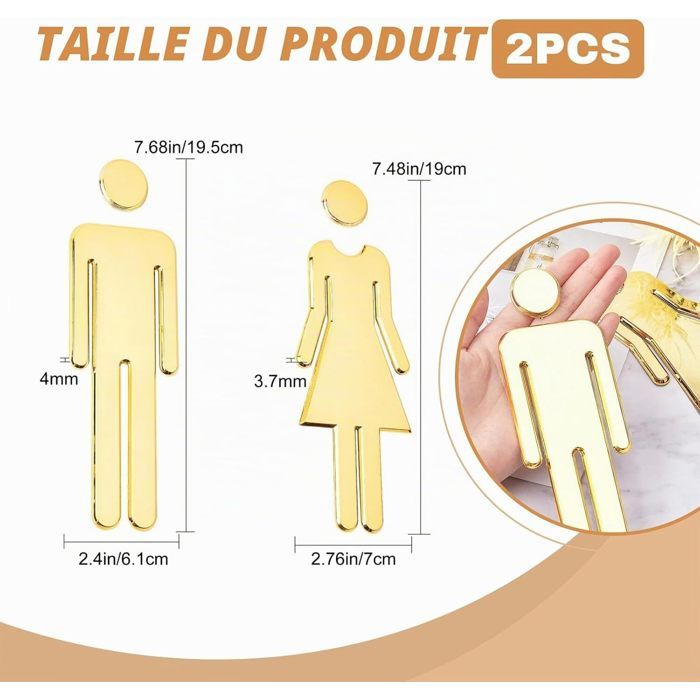 TAILLE DU PRODUIT 2PCS
7.68in/19.5cm
7.48in/19cm
4mm
3.7mm
2.4in/6.1cm
2.76in/7cm